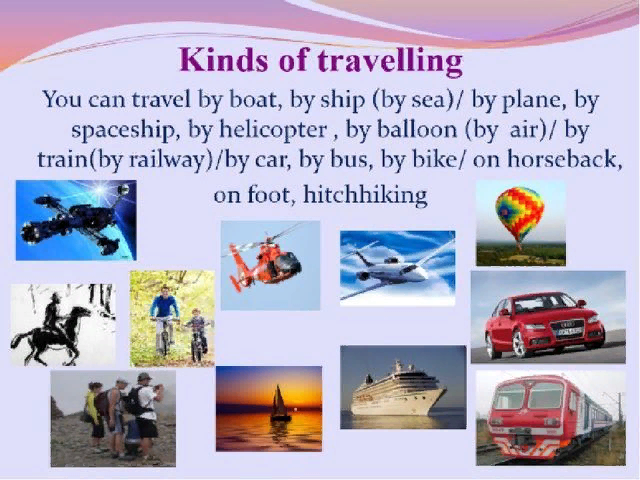 Kinds of travelling
You can travel by boat, by ship (by sea)/ by plane, by
spaceship, by helicopter , by balloon (by air)/ by
train(by railway)/by car, by bus, by bike/ on horseback,
on foot, hitchhiking